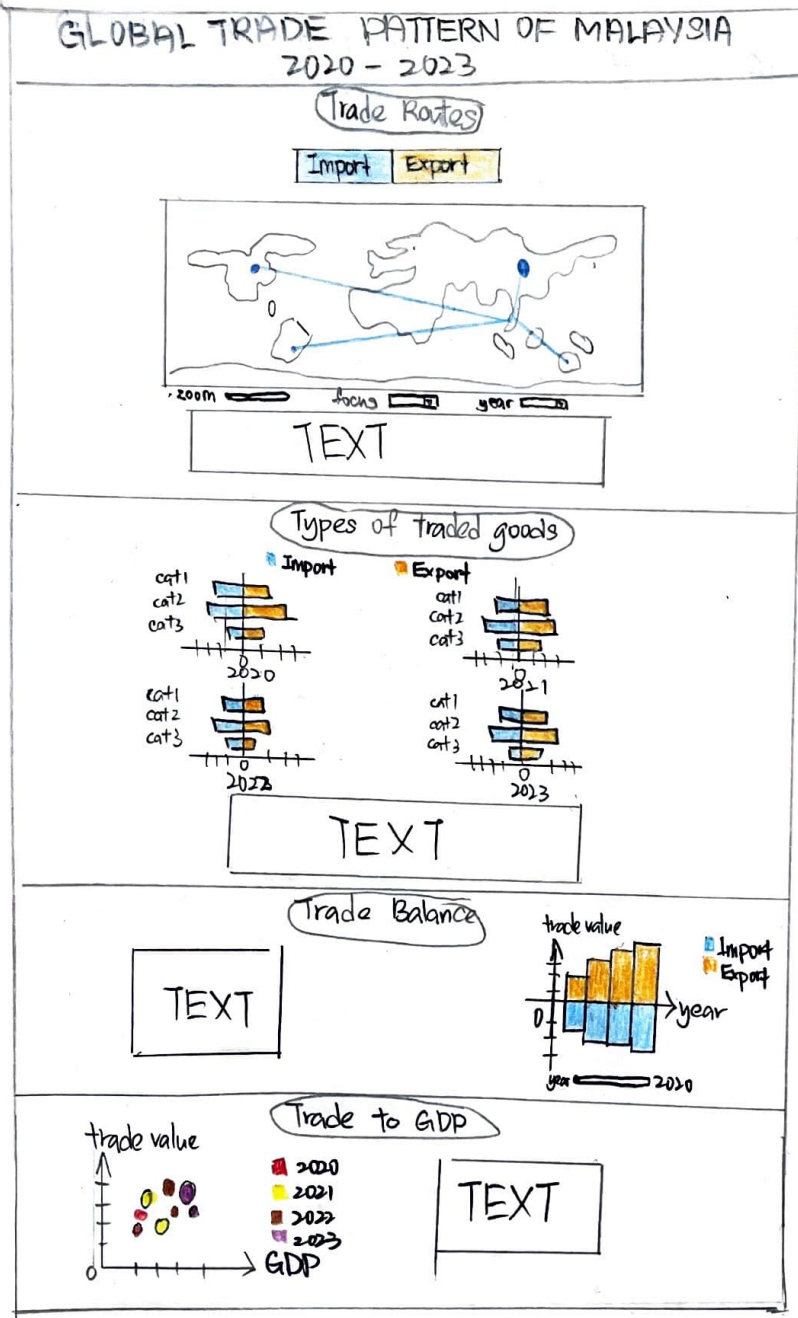 GLOBAL TRADE PATTERN OF MALAYSIA
2020 - 2023
Trade Routes
Import Export
zoom focus year
TEXT
Types of traded goods
Import Export
cat1
cat2
cat3
0
2020
cat1
cat2
cat3
0
2021
cat1
cat2
cat3
0
2022
cat1
cat2
cat3
0
2023
TEXT
Trade Balance
TEXT
trade value
Import
Export
0
year
year 2020
Trade to GDP
trade value
2020
2021
2022
2023
0
GDP
TEXT